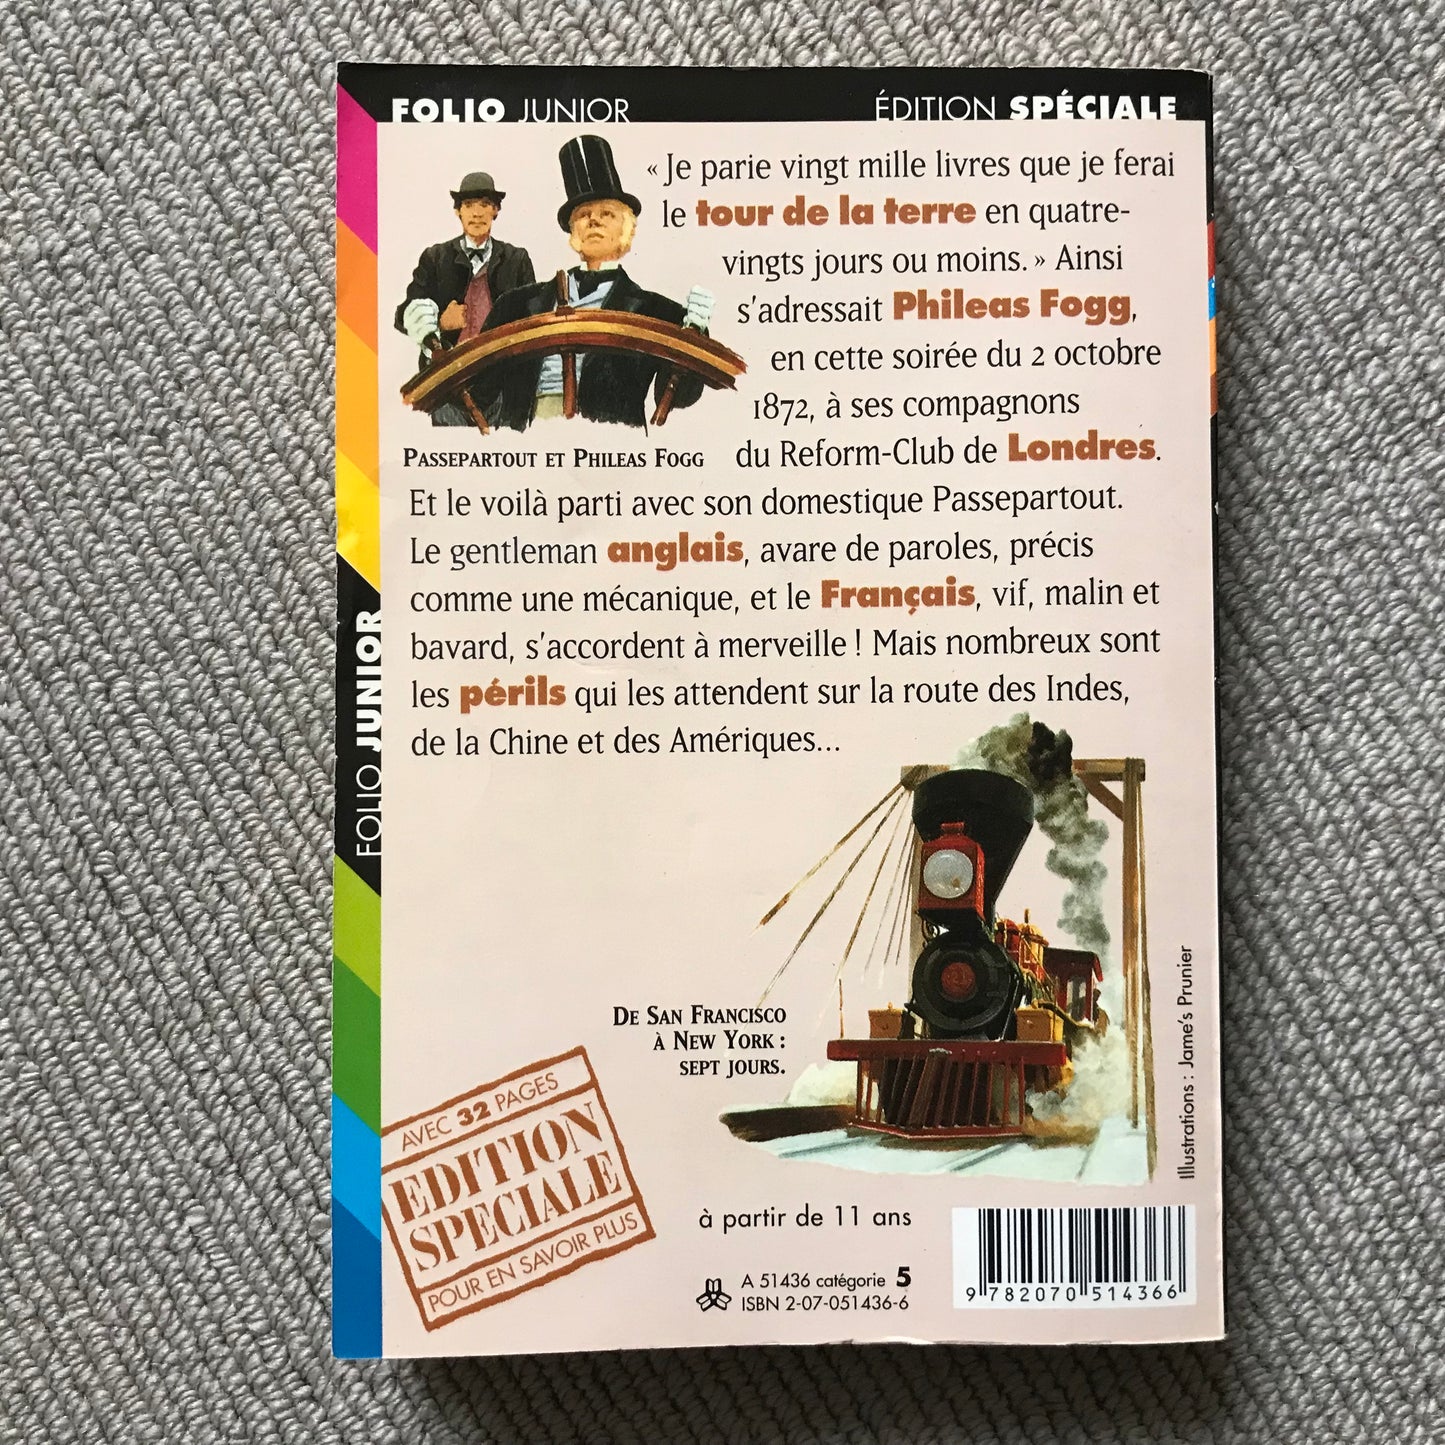 FOLIO JUNIOR
ÉDITION SPÉCIALE
« Je parie vingt mille livres que je ferai
le tour de la terre en quatre-
vingts jours ou moins. » Ainsi
s'adressait Phileas Fogg,
en cette soirée du 2 octobre
1872, à ses compagnons
du Reform-Club de Londres.
PASSEPARTOUT ET PHILEAS FOGG
Et le voilà parti avec son domestique Passepartout.
Le gentleman anglais, avare de paroles, précis
comme une mécanique, et le Français, vif, malin et
bavard, s'accordent à merveille ! Mais nombreux sont
les périls qui les attendent sur la route des Indes,
de la Chine et des Amériques...
FOLIO JUNIOR
DE SAN FRANCISCO
À NEW YORK :
SEPT JOURS.
Illustrations : Jame's Prunier
AVEC 32 PAGES
EDITION
SPECIALE
POUR EN SAVOIR PLUS
à partir de 11 ans
A 51436 catégorie 5
ISBN 2-07-051436-6
9 782070 514366